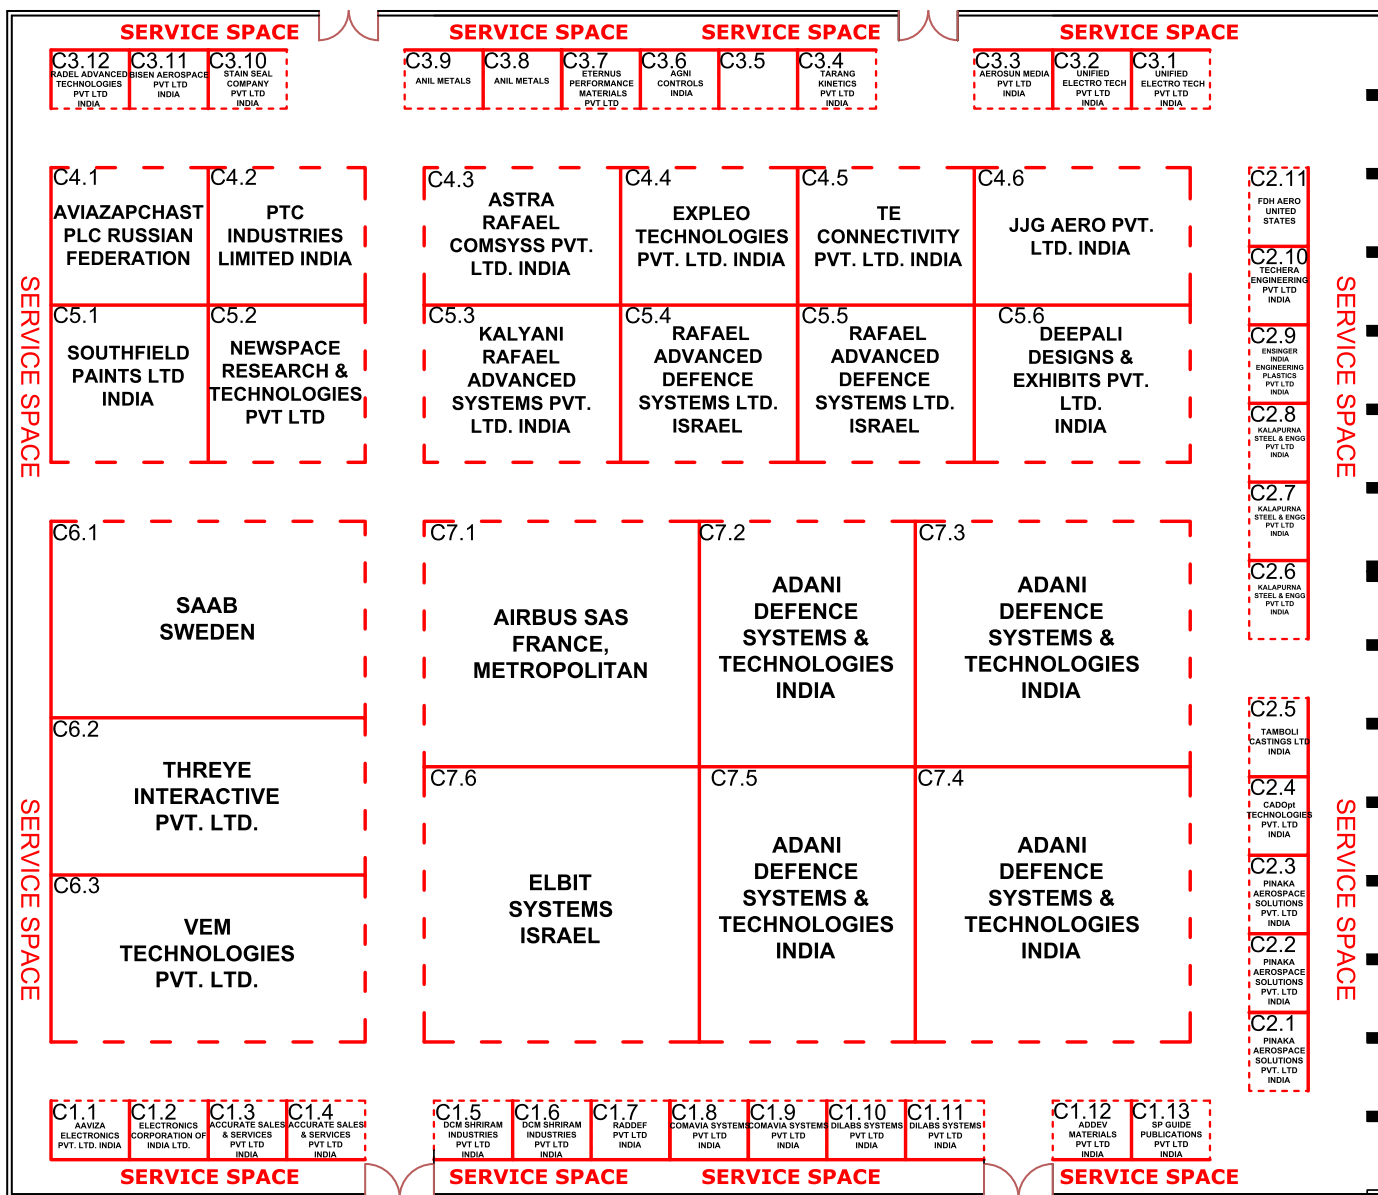 SERVICE SPACE
SERVICE SPACE
SERVICE SPACE
SERVICE SPACE
C3.12
RADEL ADVANCED
TECHNOLOGIES
PVT LTD
INDIA
C3.11
BISEN AEROSPACE
PVT LTD
INDIA
C3.10
STAIN SEAL
COMPANY
PVT LTD
INDIA
C3.9
ANIL METALS
C3.8
ANIL METALS
C3.7
ETERNUS
PERFORMANCE
MATERIALS
PVT LTD
C3.6
AGNI
CONTROLS
INDIA
C3.5
C3.4
TARANG
KINETICS
PVT LTD
INDIA
C3.3
AEROSUN MEDIA
PVT LTD
INDIA
C3.2
UNIFIED
ELECTRO TECH
PVT LTD
INDIA
C3.1
UNIFIED
ELECTRO TECH
PVT LTD
INDIA
C4.1
AVIAZAPCHAST
PLC RUSSIAN
FEDERATION
C4.2
PTC
INDUSTRIES
LIMITED INDIA
C4.3
ASTRA
RAFAEL
COMSYSS PVT.
LTD. INDIA
C4.4
EXPLEO
TECHNOLOGIES
PVT. LTD. INDIA
C4.5
TE
CONNECTIVITY
PVT. LTD. INDIA
C4.6
JJG AERO PVT.
LTD. INDIA
C2.11
FDH AERO
UNITED
STATES
C2.10
TECHERA
ENGINEERING
PVT LTD
INDIA
SERVICE SPACE
SERVICE SPACE
C5.1
SOUTHFIELD
PAINTS LTD
INDIA
C5.2
NEWSPACE
RESEARCH &
TECHNOLOGIES
PVT LTD
C5.3
KALYANI
RAFAEL
ADVANCED
SYSTEMS PVT.
LTD. INDIA
C5.4
RAFAEL
ADVANCED
DEFENCE
SYSTEMS LTD.
ISRAEL
C5.5
RAFAEL
ADVANCED
DEFENCE
SYSTEMS LTD.
ISRAEL
C5.6
DEEPALI
DESIGNS &
EXHIBITS PVT.
LTD.
INDIA
C2.9
ENSINGER
INDIA
ENGINEERING
PLASTICS
PVT LTD
INDIA
C2.8
KALAPURNA
STEEL & ENGG
PVT LTD
INDIA
C2.7
KALAPURNA
STEEL & ENGG
PVT LTD
INDIA
C2.6
KALAPURNA
STEEL & ENGG
PVT LTD
INDIA
C6.1
SAAB
SWEDEN
C7.1
AIRBUS SAS
FRANCE,
METROPOLITAN
C7.2
ADANI
DEFENCE
SYSTEMS &
TECHNOLOGIES
INDIA
C7.3
ADANI
DEFENCE
SYSTEMS &
TECHNOLOGIES
INDIA
C2.5
TAMBOLI
CASTINGS LTD
INDIA
C6.2
THREYE
INTERACTIVE
PVT. LTD.
C7.6
ELBIT
SYSTEMS
ISRAEL
C7.5
ADANI
DEFENCE
SYSTEMS &
TECHNOLOGIES
INDIA
C7.4
ADANI
DEFENCE
SYSTEMS &
TECHNOLOGIES
INDIA
C2.4
CADOpt
TECHNOLOGIES
PVT. LTD
INDIA
SERVICE SPACE
SERVICE SPACE
C6.3
VEM
TECHNOLOGIES
PVT. LTD.
C2.3
PINAKA
AEROSPACE
SOLUTIONS
PVT. LTD
INDIA
C2.2
PINAKA
AEROSPACE
SOLUTIONS
PVT. LTD
INDIA
C2.1
PINAKA
AEROSPACE
SOLUTIONS
PVT. LTD
INDIA
C1.1
AAVIZA
ELECTRONICS
PVT. LTD. INDIA
C1.2
ELECTRONICS
CORPORATION OF
INDIA LTD.
C1.3
ACCURATE SALES
& SERVICES
PVT LTD
INDIA
C1.4
ACCURATE SALES
& SERVICES
PVT LTD
INDIA
C1.5
DCM SHRIRAM
INDUSTRIES
PVT LTD
INDIA
C1.6
DCM SHRIRAM
INDUSTRIES
PVT LTD
INDIA
C1.7
RADDEF
PVT LTD
INDIA
C1.8
COMAVIA SYSTEMS
PVT LTD
INDIA
C1.9
COMAVIA SYSTEMS
PVT LTD
INDIA
C1.10
DILABS SYSTEMS
PVT LTD
INDIA
C1.11
DILABS SYSTEMS
PVT LTD
INDIA
C1.12
ADDEV
MATERIALS
PVT LTD
INDIA
C1.13
SP GUIDE
PUBLICATIONS
PVT LTD
INDIA
SERVICE SPACE
SERVICE SPACE
SERVICE SPACE
SERVICE SPACE